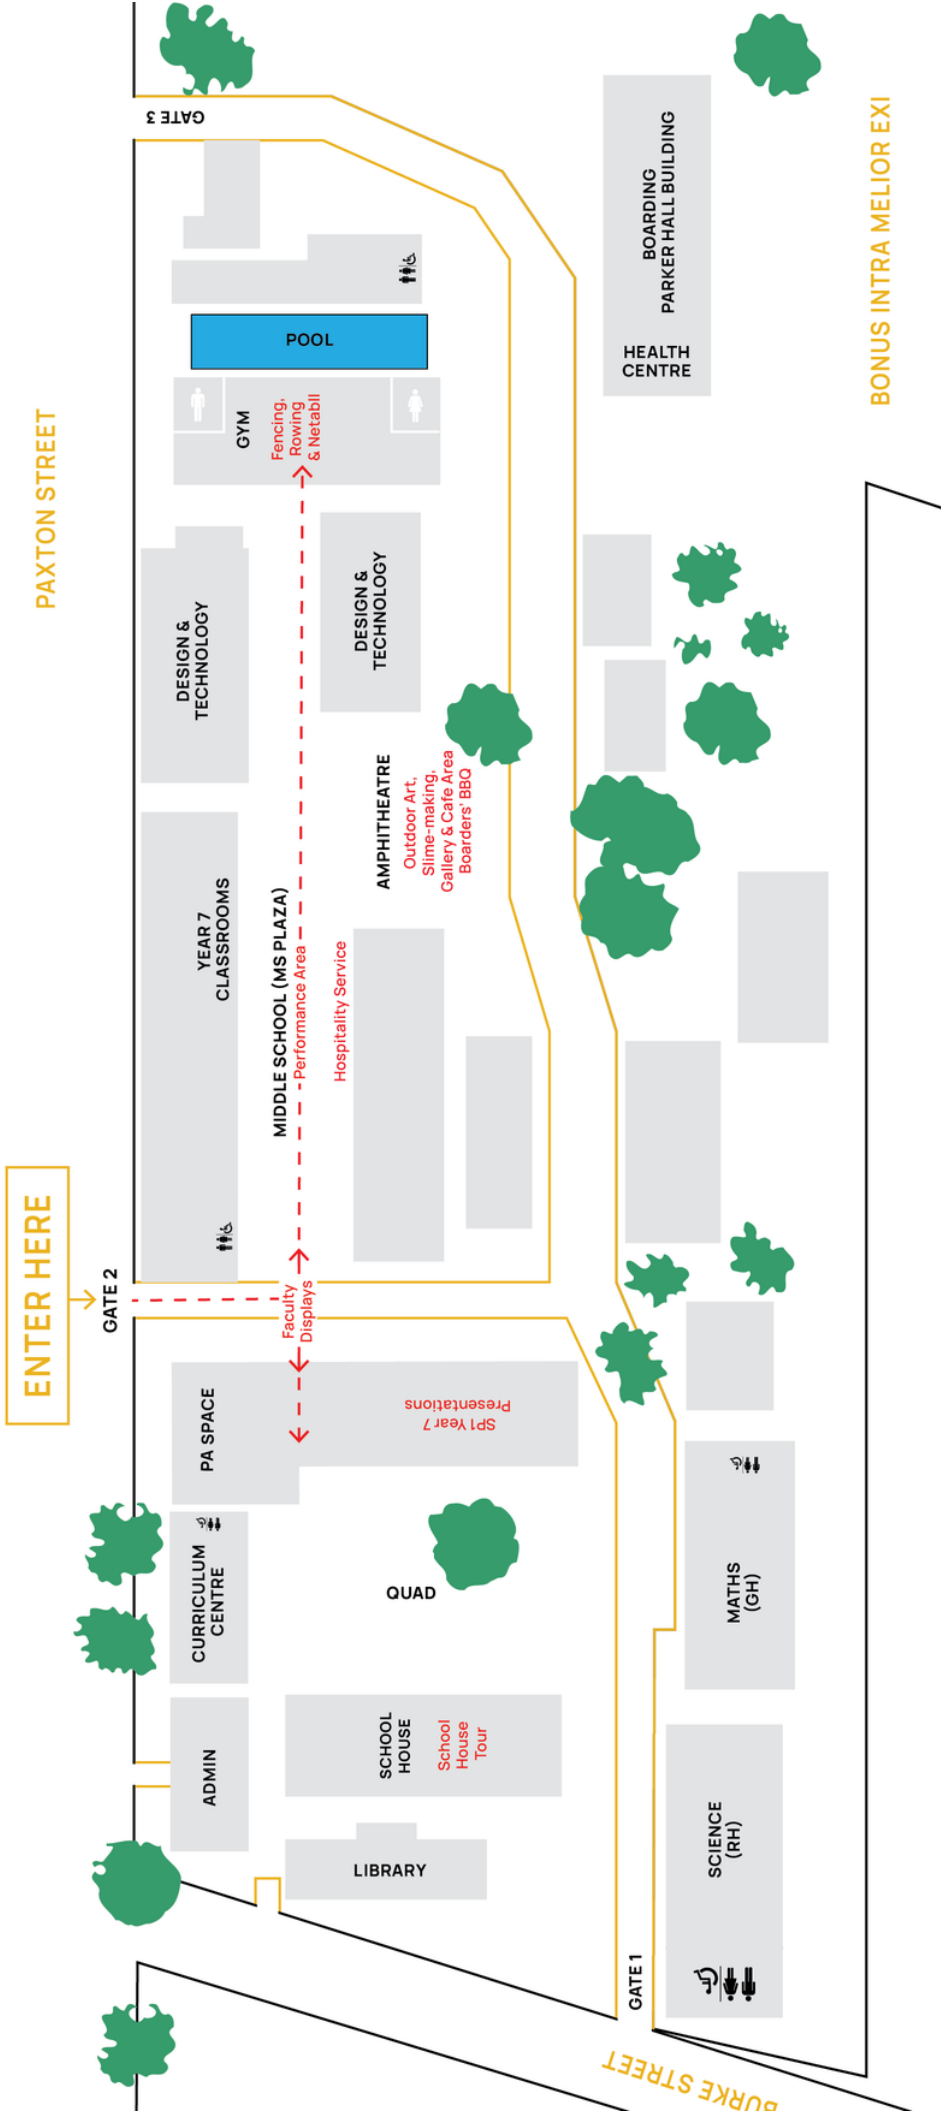 GATE 3
BOARDING
PARKER HALL BUILDING
HEALTH
CENTRE
BONUS INTRA MELIOR EXI
POOL
PAXTON STREET
GYM
Fencing,
Rowing
& Netabll
DESIGN &
TECHNOLOGY
DESIGN &
TECHNOLOGY
AMPHITHEATRE
Outdoor Art,
Slime-making,
Gallery & Cafe Area
Boarders' BBQ
YEAR 7
CLASSROOMS
MIDDLE SCHOOL (MS PLAZA)
Performance Area
Hospitality Service
ENTER HERE
GATE 2
Faculty
Displays
PA SPACE
SP1 Year 7
Presentations
CURRICULUM
CENTRE
QUAD
MATHS
(GH)
ADMIN
SCHOOL
HOUSE
School
House
Tour
LIBRARY
SCIENCE
(RH)
GATE 1
BURKE STREET